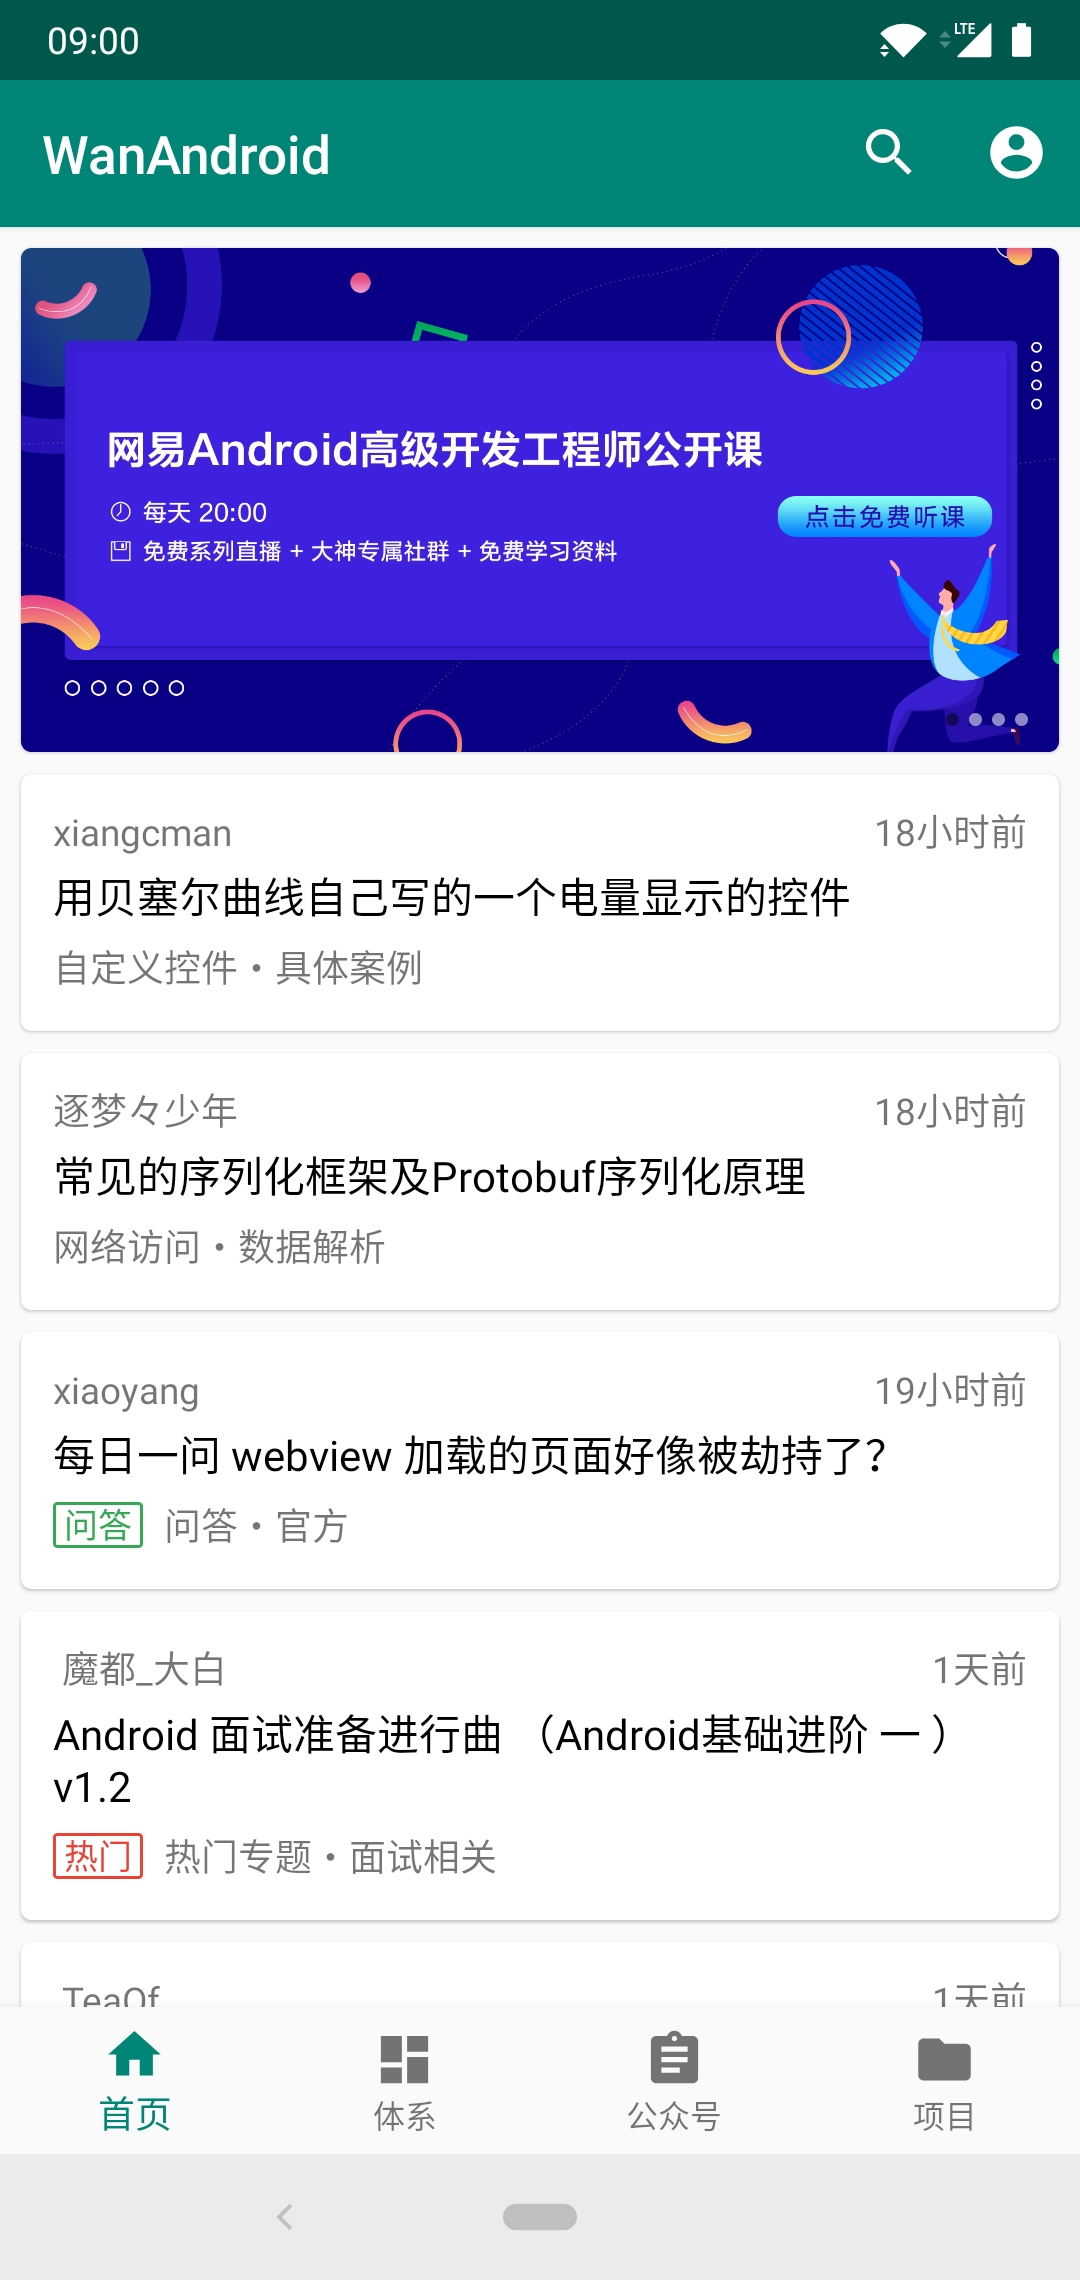 09:00
LTE
WanAndroid
网易Android高级开发工程师公开课
每天 20:00
点击免费听课
免费系列直播 + 大神专属社群 + 免费学习资料
xiangcman
18小时前
用贝塞尔曲线自己写的一个电量显示的控件
自定义控件・具体案例
逐梦々少年
18小时前
常见的序列化框架及Protobuf序列化原理
网络访问・数据解析
xiaoyang
19小时前
每日一问 webview 加载的页面好像被劫持了?
问答 问答・官方
魔都_大白
1天前
Android 面试准备进行曲 （Android基础进阶 一 ）
v1.2
热门 热门专题・面试相关
TeaOf
1天前
首页
体系
公众号
项目